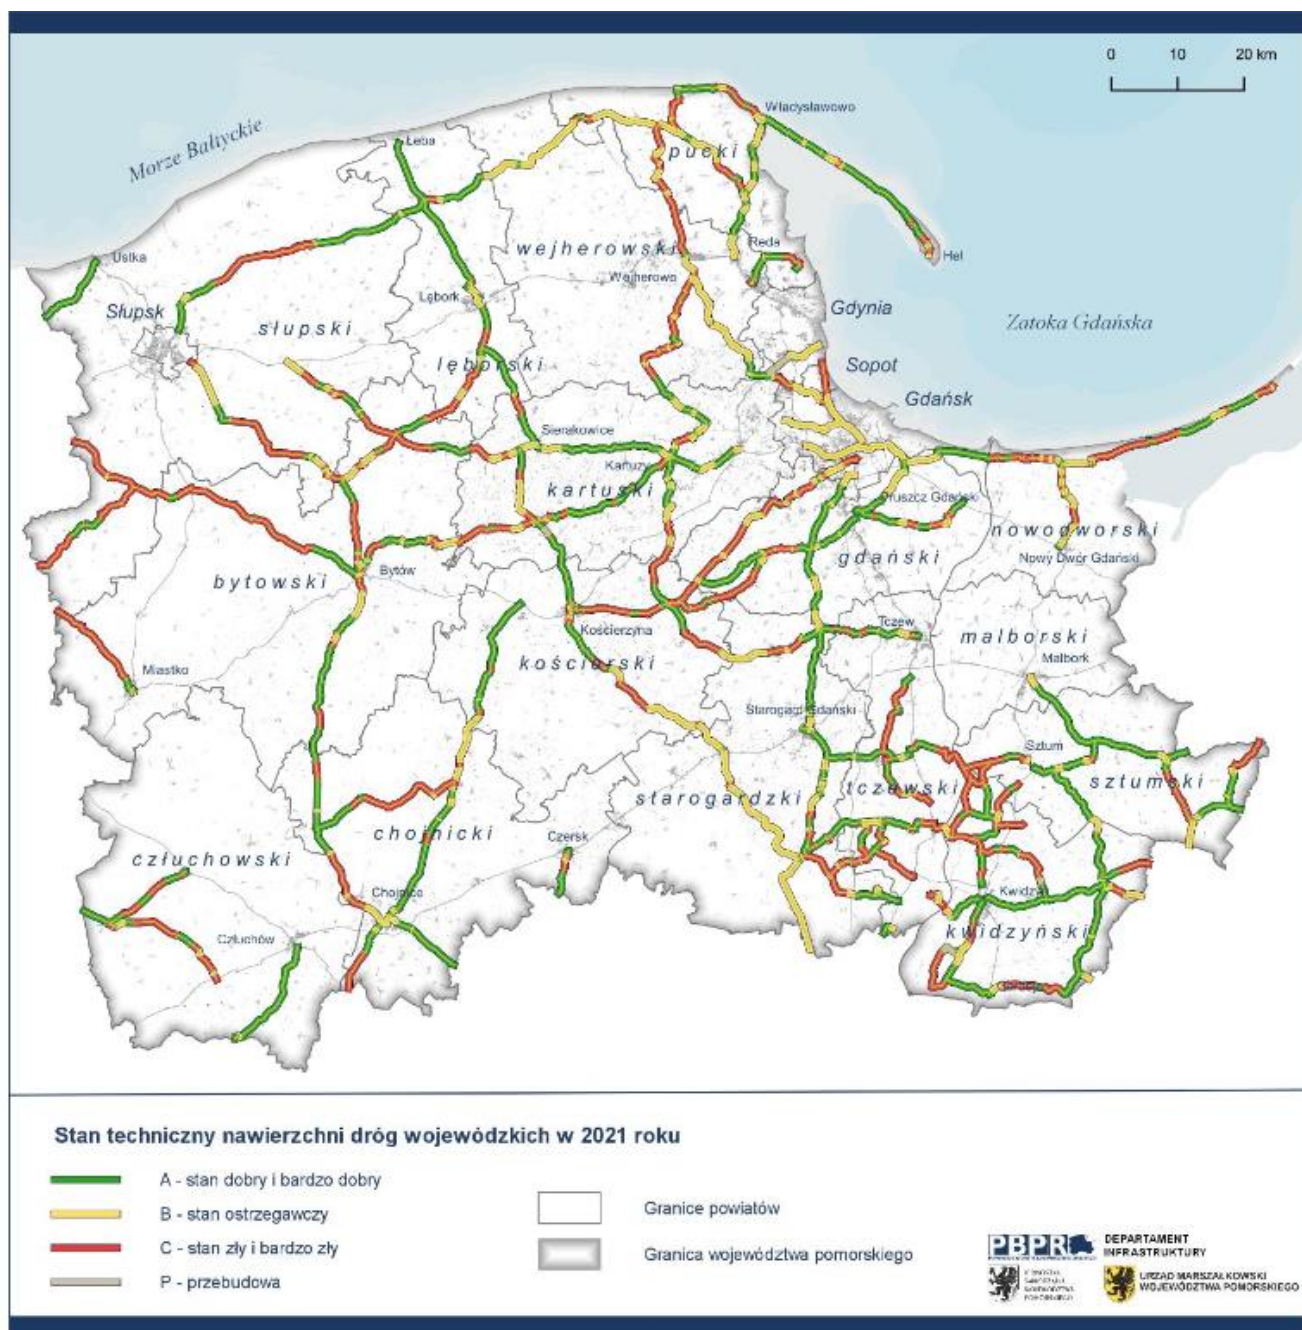 0 10 20 km
Morze Bałtyckie
Łeba
Władysławowo
pucki
Ustka
wejherowski
Reda
Hel
Wejherowo
Słupsk
słupski
Lębork
Gdynia
Zatoka Gdańska
lęborski
Sopot
Gdańsk
Sierakowice
Kartuzy
kartuski
Pruszcz Gdański
nowodworski
gdański
Nowy Dwór Gdański
bytowski
Bytów
Kościerzyna
Tczew
malborski
kościerski
Malbork
Miastko
Starogard Gdański
Sztum
sztumski
tczewski
starogardzki
chojnicki
Czersk
człuchowski
Chojnice
Kwidzyn
Człuchów
kwidzyński
Stan techniczny nawierzchni dróg wojewódzkich w 2021 roku
A - stan dobry i bardzo dobry
B - stan ostrzegawczy
C - stan zły i bardzo zły
P - przebudowa
Granice powiatów
Granica województwa pomorskiego
PBPR
DEPARTAMENT
INFRASTRUKTURY
URZĄD MARSZAŁKOWSKI
WOJEWÓDZTWA POMORSKIEGO